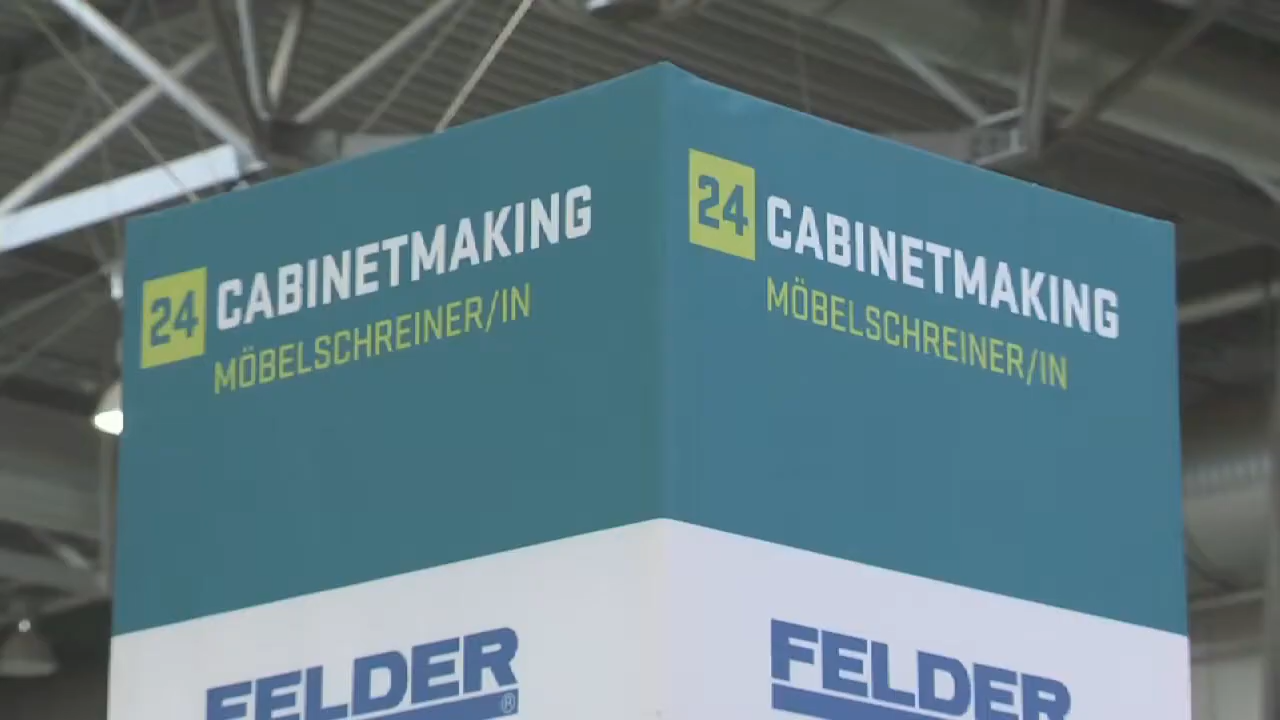 24 CABINETMAKING
MÖBELSCHREINER/IN
FELDER®
24 CABINETMAKING
MÖBELSCHREINER/IN
FELDER